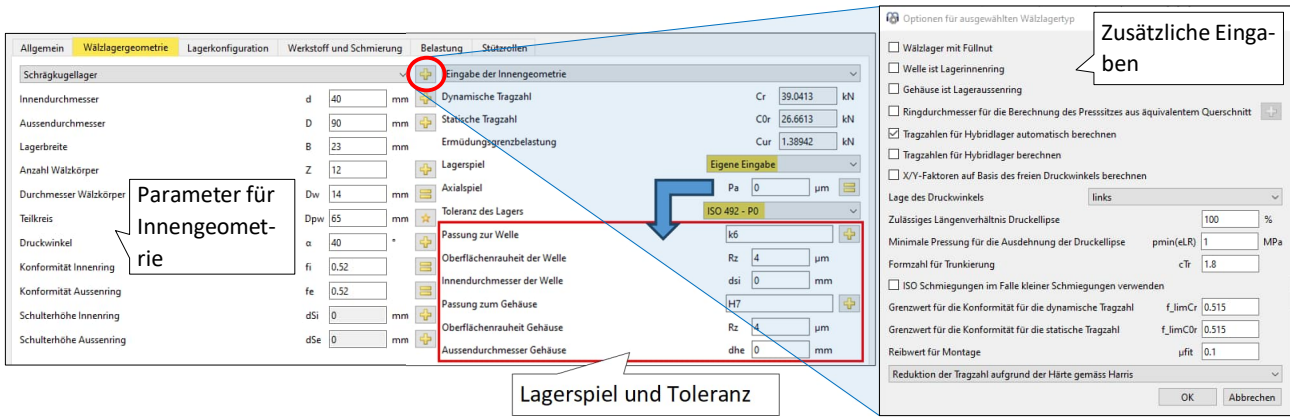 Allgemein Wälzlagergeometrie Lagerkonfiguration Werkstoff und Schmierung Belastung Stützrollen
Schrägkugellager
Innendurchmesser d 40 mm
Aussendurchmesser D 90 mm
Lagerbreite B 23 mm
Anzahl Wälzkörper Z 12
Durchmesser Wälzkörper Dw 14 mm
Teilkreis Dpw 65 mm
Druckwinkel α 40 °
Konformität Innenring fi 0.52
Konformität Aussenring fe 0.52
Schulterhöhe Innenring dSi 0 mm
Schulterhöhe Aussenring dSe 0 mm
Parameter für
Innengeomet-
rie
Eingabe der Innengeometrie
Dynamische Tragzahl Cr 39.0413 kN
Statische Tragzahl C0r 26.6613 kN
Ermüdungsgrenzbelastung Cur 1.38942 kN
Lagerspiel Eigene Eingabe
Axialspiel Pa 0 µm
Toleranz des Lagers ISO 492 - P0
Passung zur Welle k6
Oberflächenrauheit der Welle Rz 4 µm
Innendurchmesser der Welle dsi 0 mm
Passung zum Gehäuse H7
Oberflächenrauheit Gehäuse Rz 4 µm
Aussendurchmesser Gehäuse dhe 0 mm
Lagerspiel und Toleranz
Optionen für ausgewählten Wälzlagertyp
Zusätzliche Einga-
ben
Wälzlager mit Füllnut
Welle ist Lagerinnenring
Gehäuse ist Lageraussenring
Ringdurchmesser für die Berechnung des Presssitzes aus äquivalentem Querschnitt
Tragzahlen für Hybridlager automatisch berechnen
Tragzahlen für Hybridlager berechnen
X/Y-Faktoren auf Basis des freien Druckwinkels berechnen
Lage des Druckwinkels links
Zulässiges Längenverhältnis Druckellipse 100 %
Minimale Pressung für die Ausdehnung der Druckellipse pmin(eLR) 1 MPa
Formzahl für Trunkierung cTr 1.8
ISO Schmiegungen im Falle kleiner Schmiegungen verwenden
Grenzwert für die Konformität für die dynamische Tragzahl f_limCr 0.515
Grenzwert für die Konformität für die statische Tragzahl f_limC0r 0.515
Reibwert für Montage µfit 0.1
Reduktion der Tragzahl aufgrund der Härte gemäss Harris
OK Abbrechen